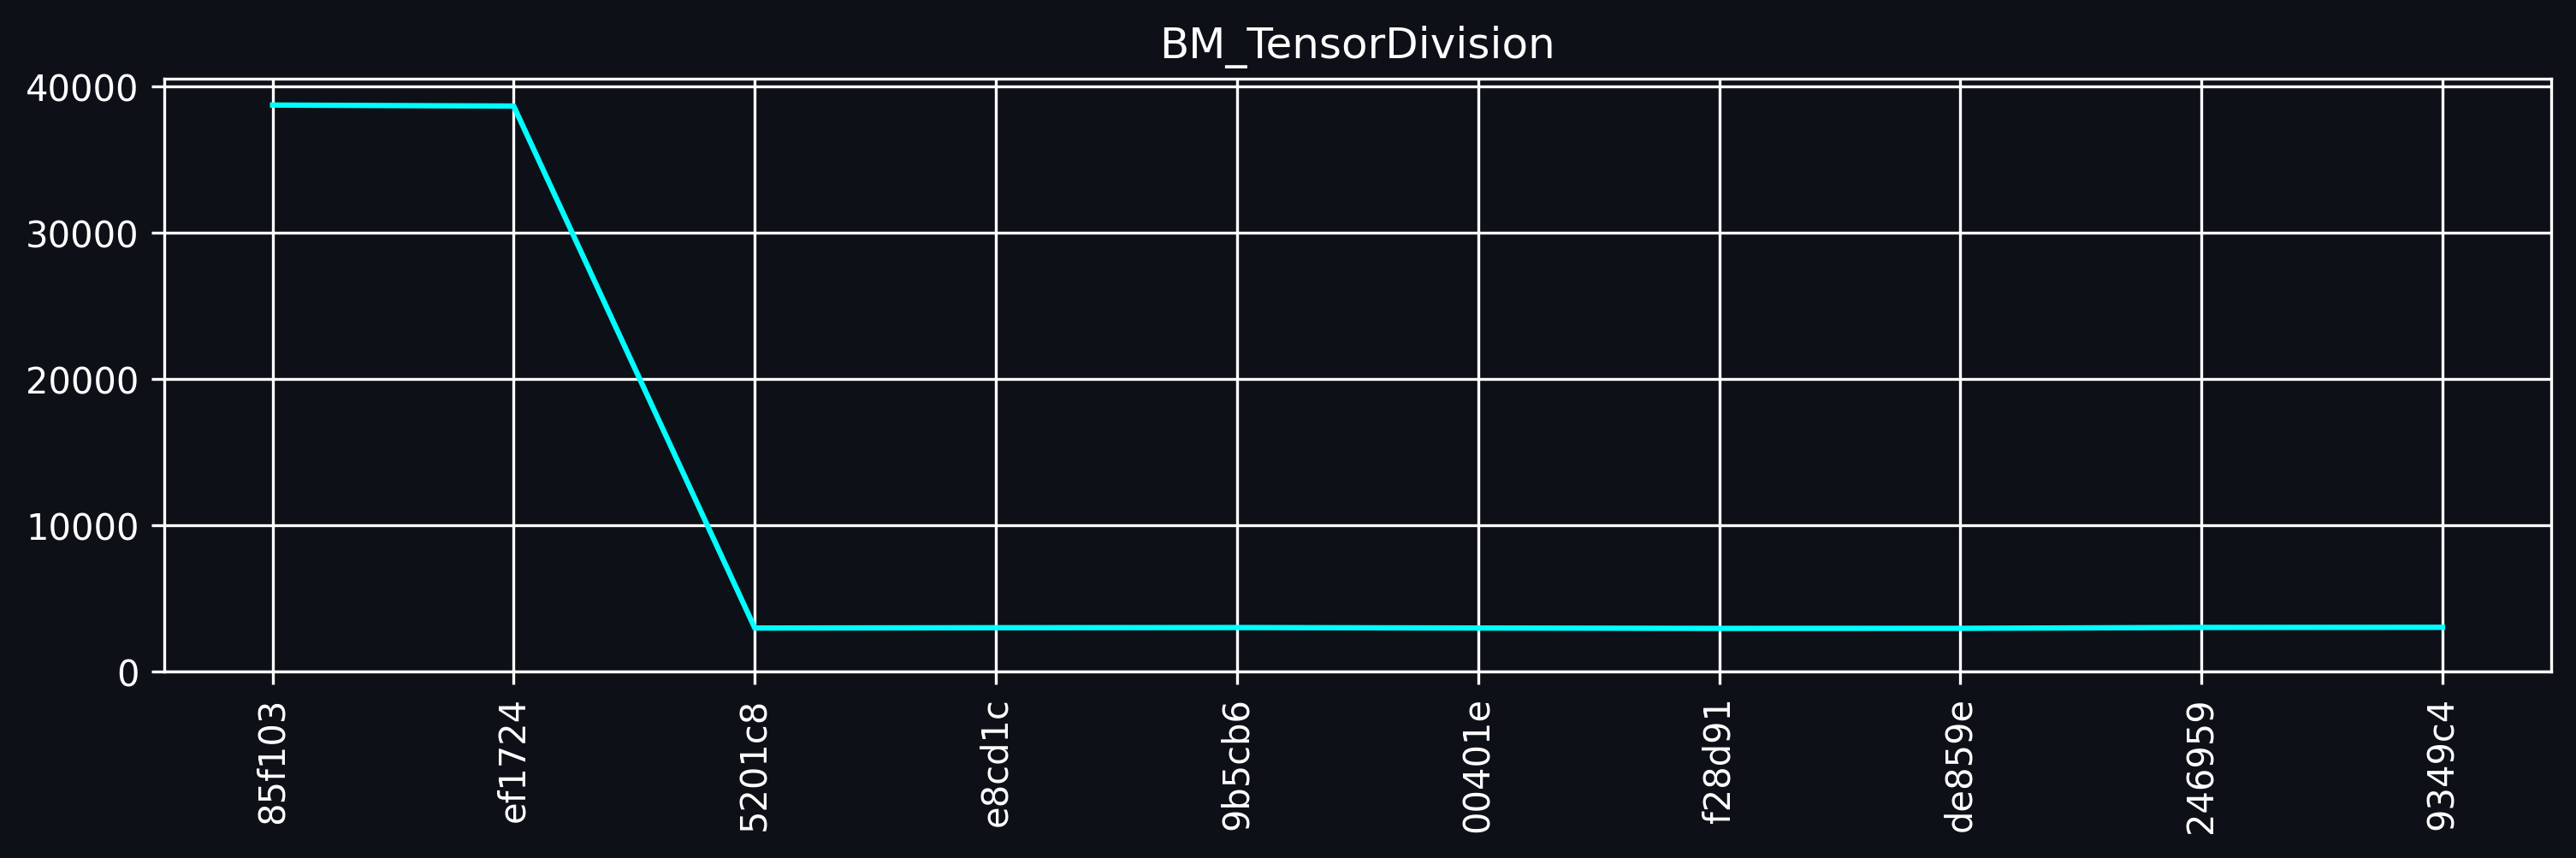 BM_TensorDivision
40000
30000
20000
10000
0
85f103
ef1724
5201c8
e8cd1c
9b5cb6
00401e
f28d91
de859e
246959
9349c4